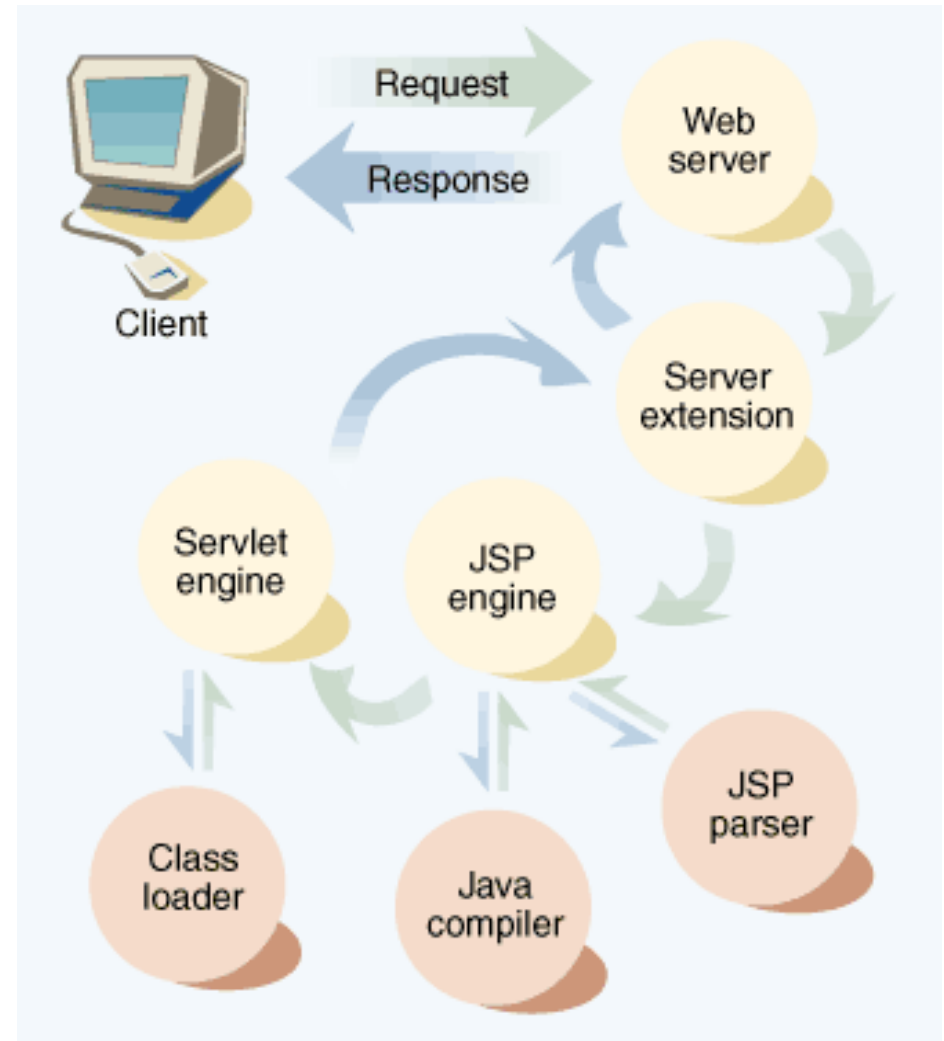 Request
Response
Client
Web
server
Server
extension
Servlet
engine
JSP
engine
JSP
parser
Class
loader
Java
compiler